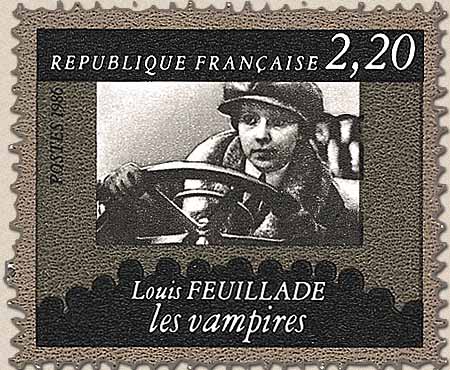 REPUBLIQUE FRANÇAISE 2,20
POSTES 1986
Louis FEUILLADE
les vampires